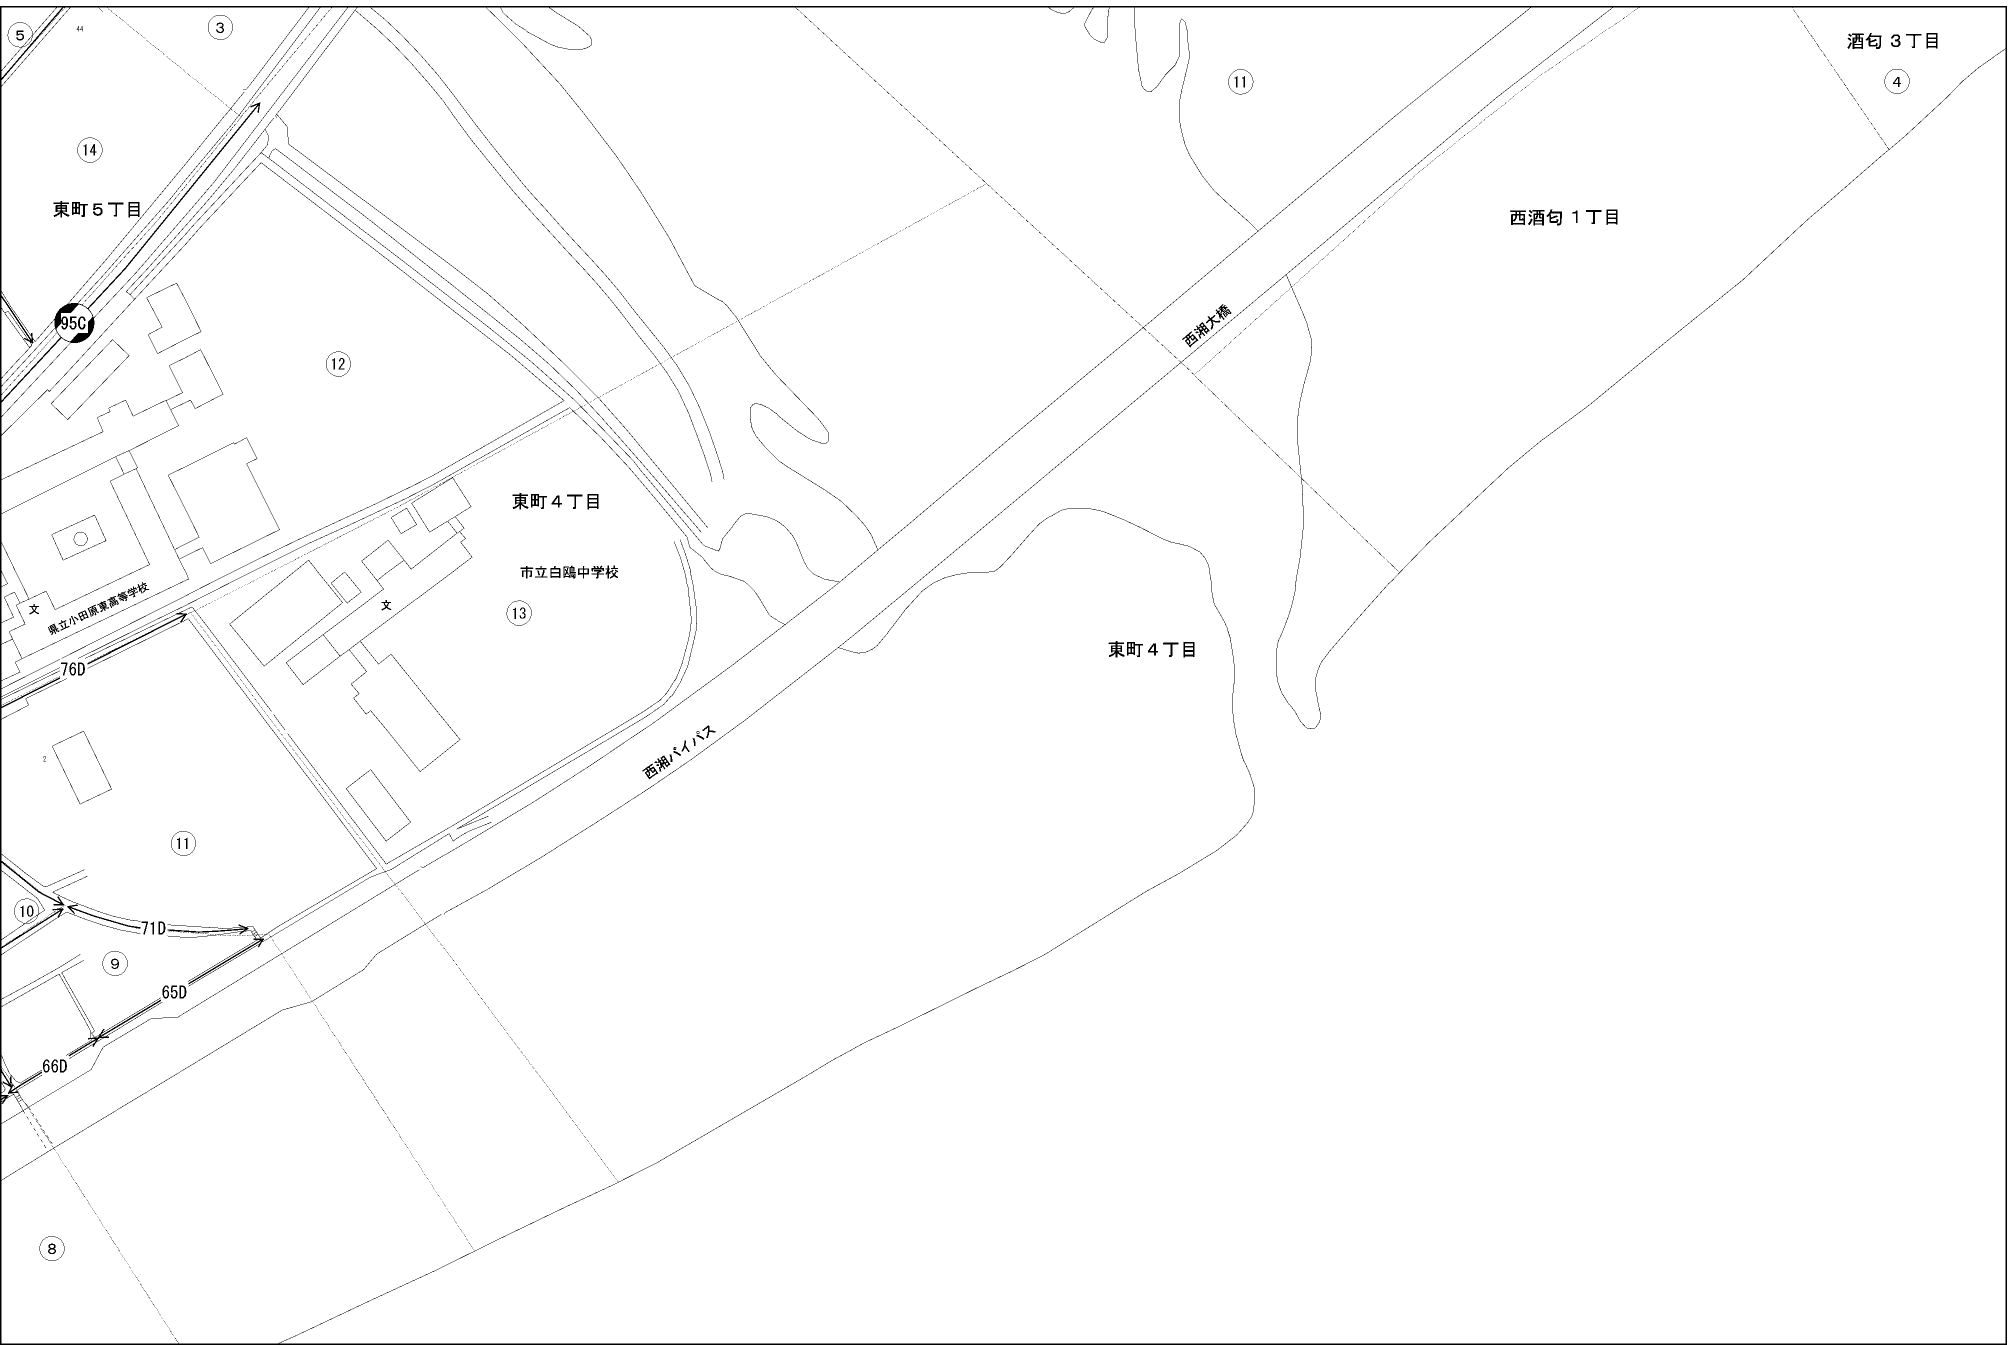 5
44
3
酒匂3丁目
11
4
14
東町5丁目
西酒匂1丁目
95C
西湘大橋
12
東町4丁目
市立白鴎中学校
県立小田原東高等学校
文
文
13
東町4丁目
76D
西湘バイパス
2
11
10
71D
9
65D
66D
8